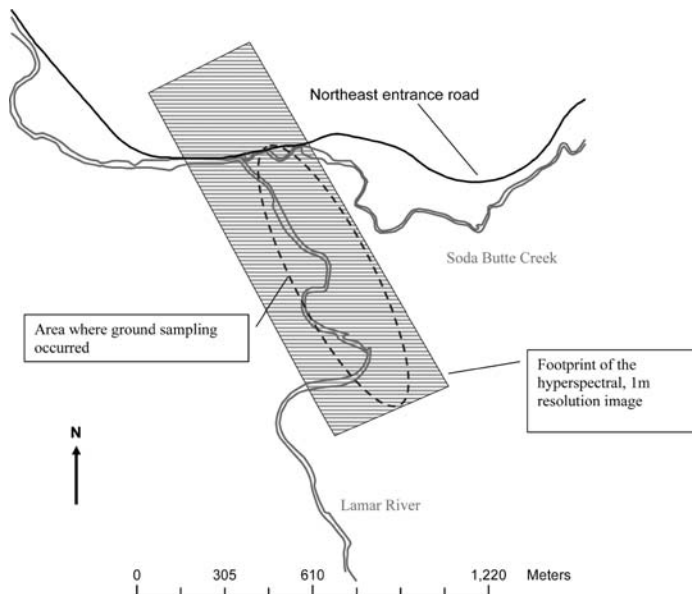 Northeast entrance road
Soda Butte Creek
Area where ground sampling
occurred
Footprint of the
hyperspectral, 1m
resolution image
N
Lamar River
0 305 610 1,220 Meters